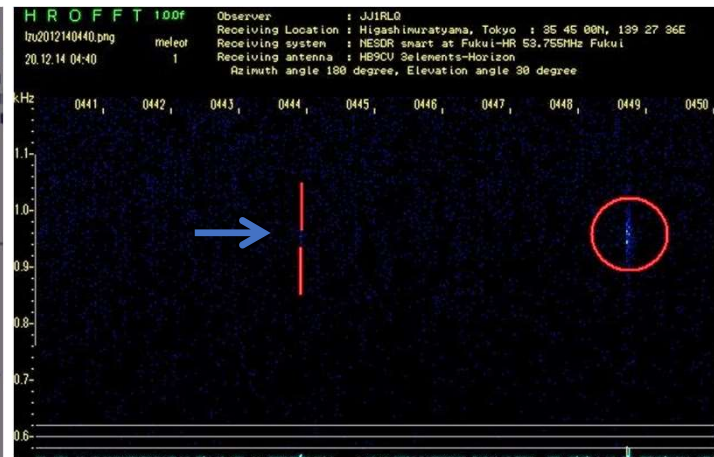 H R O F F T 1.00f
Izu2012140440.png
meleot
20.12.14 04:40
1
Observer : JJ1RLQ
Receiving Location : Higashimuratyama, Tokyo : 35 45 00N, 139 27 36E
Receiving system : NESDR smart at Fukui-HR 53.755MHz Fukui
Receiving antenna : HB9CV 3elements-Horizon
Azimuth angle 180 degree, Elevation angle 30 degree
kHz 0441 0442 0443 0444 0445 0446 0447 0448 0449 0450
1.1
1.0
0.9
0.8
0.7
0.6